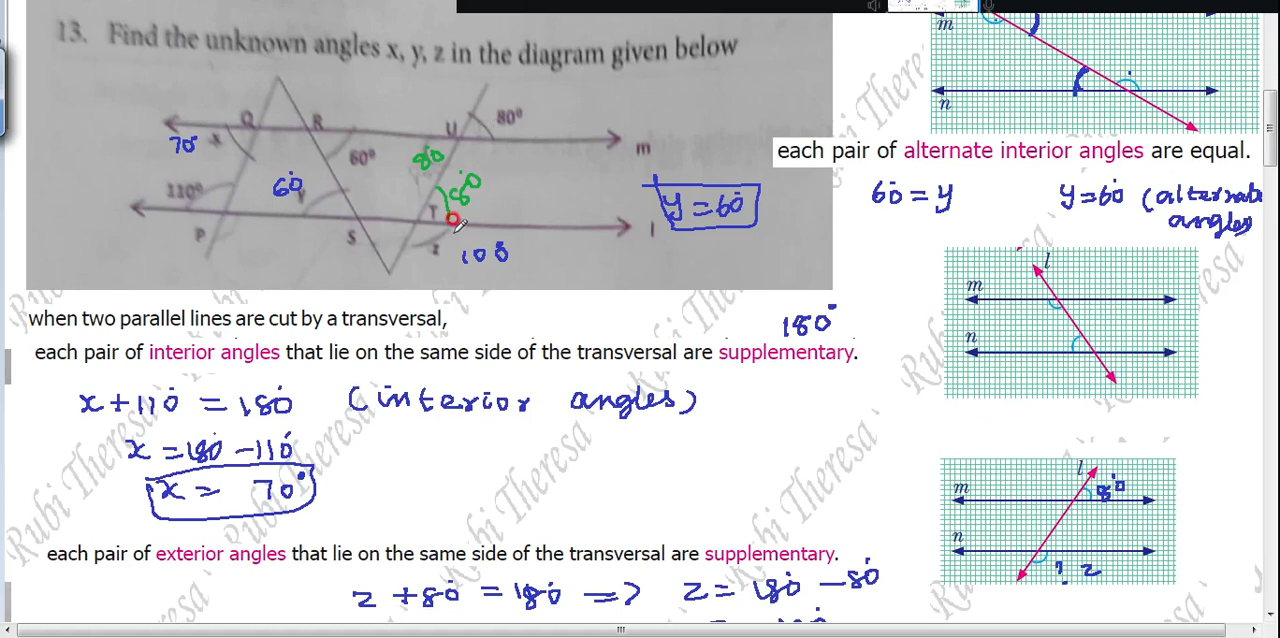 13. Find the unknown angles x, y, z in the diagram given below
Q R U 80°
70° x 60° 80 m
110° 60° y 80
P S T l
z 100
y = 60
m
n
each pair of alternate interior angles are equal.
60 = y y = 60 (alternate
angles
l
m
n
when two parallel lines are cut by a transversal,
180°
each pair of interior angles that lie on the same side of the transversal are supplementary.
x + 110 = 180 (interior angles)
x = 180 - 110
x = 70°
l
m 80
n
z
each pair of exterior angles that lie on the same side of the transversal are supplementary.
z + 80 = 180 => z = 180 - 80
Rubi Theresa